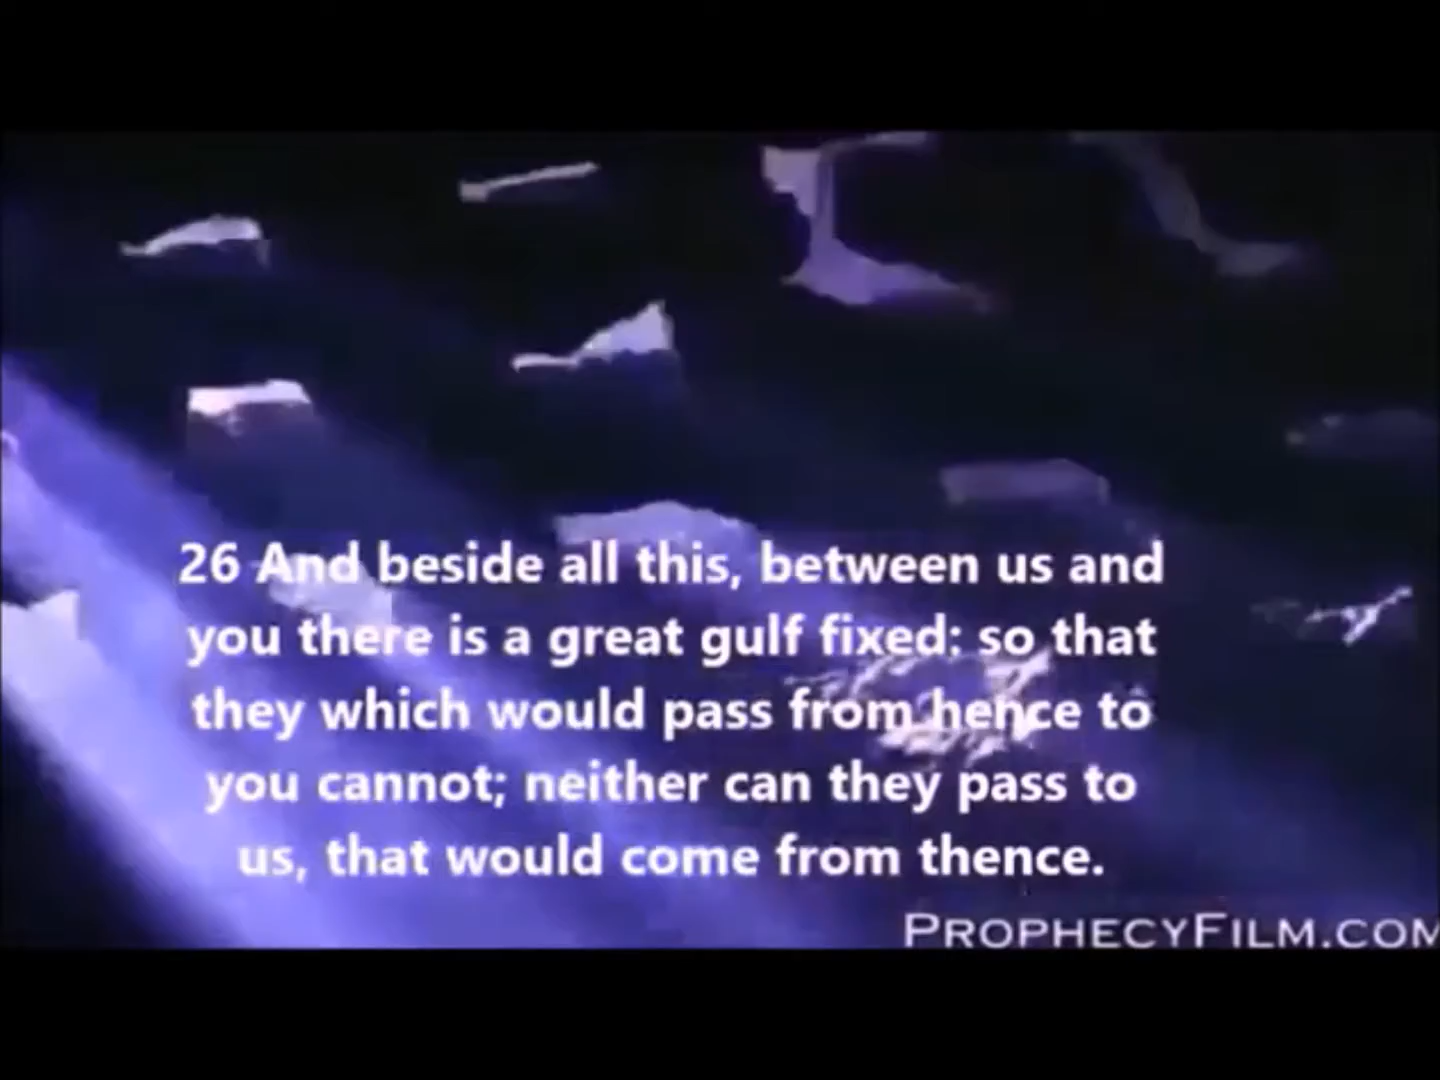 26 And beside all this, between us and
you there is a great gulf fixed: so that
they which would pass from hence to
you cannot; neither can they pass to
us, that would come from thence.
PROPHECYFILM.COM